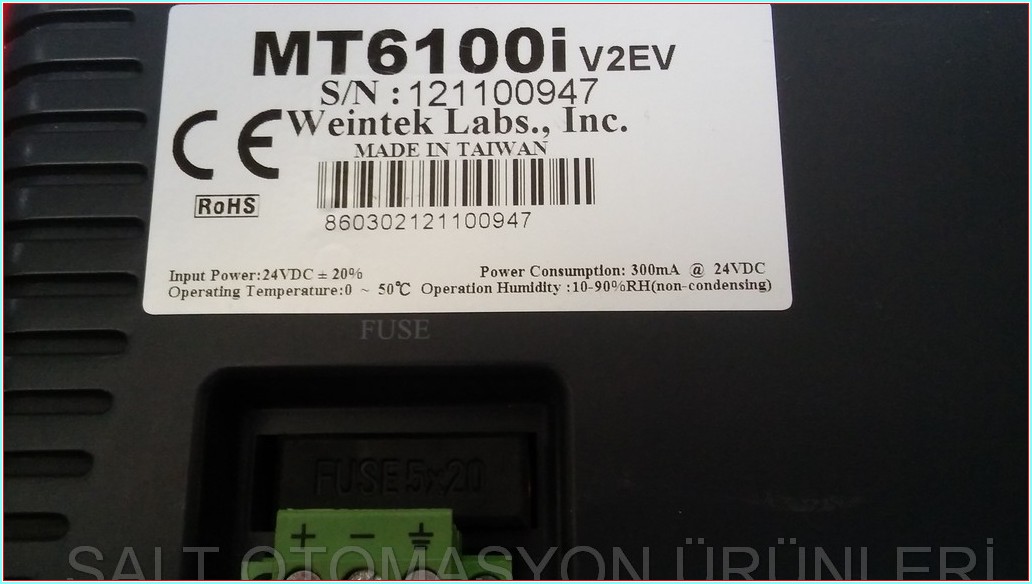 MT6100i V2EV
S/N : 121100947
CE Weintek Labs., Inc.
MADE IN TAIWAN
RoHS
860302121100947
Input Power:24VDC ± 20% Power Consumption: 300mA @ 24VDC
Operating Temperature:0 ~ 50℃ Operation Humidity :10-90%RH(non-condensing)
FUSE
FUSE 5x20
+ −
SALT OTOMASYON ÜRÜNLERİ